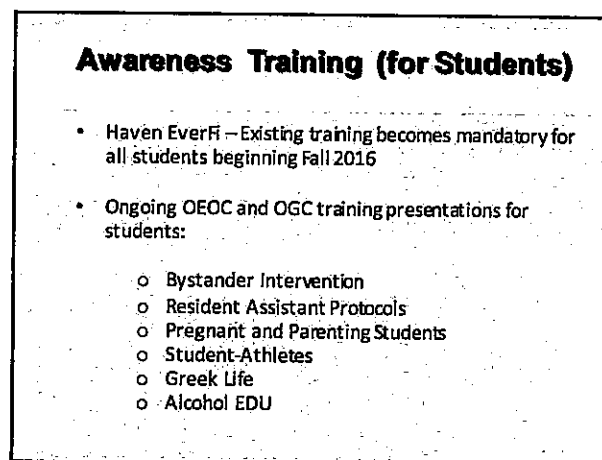 Awareness Training (for Students)
• Haven EverFi – Existing training becomes mandatory for
all students beginning Fall 2016
• Ongoing OEOC and OGC training presentations for
students:
o Bystander Intervention
o Resident Assistant Protocols
o Pregnant and Parenting Students
o Student-Athletes
o Greek Life
o Alcohol EDU